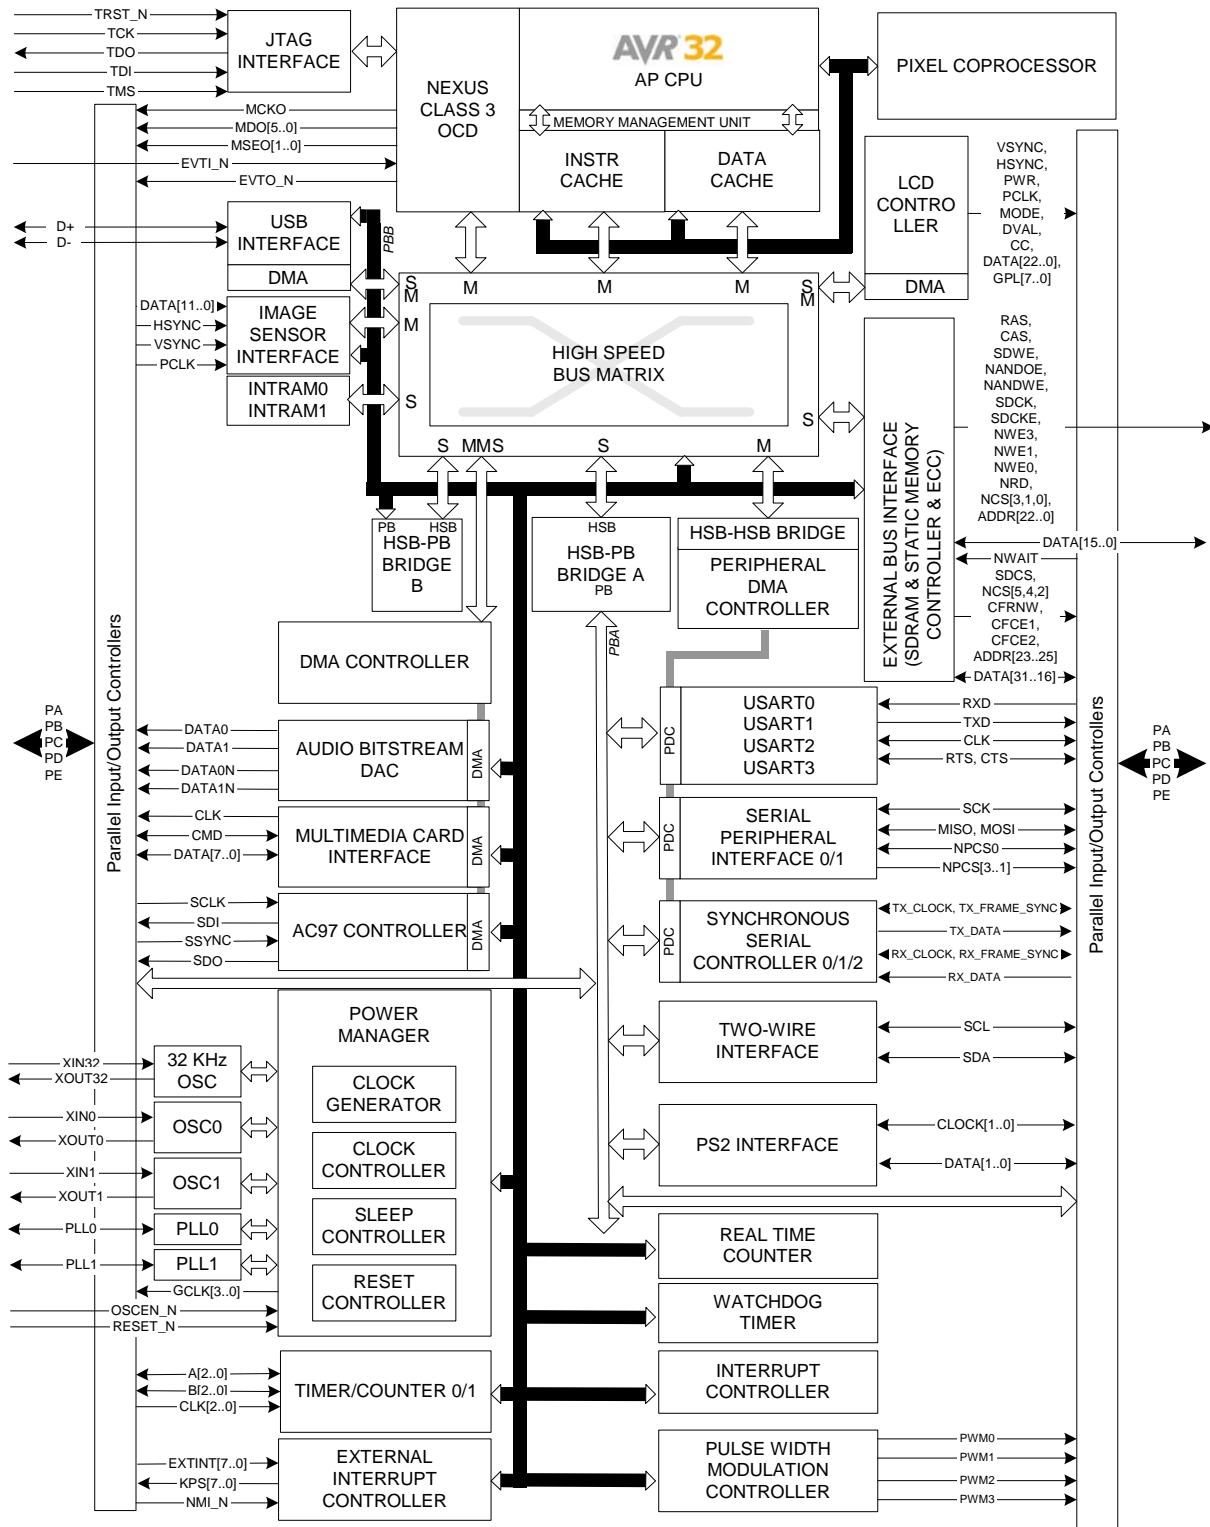 TRST_N
TCK
TDO
TDI
TMS
JTAG
INTERFACE
NEXUS
CLASS 3
OCD
AVR 32
AP CPU
MEMORY MANAGEMENT UNIT
INSTR
CACHE
DATA
CACHE
PIXEL COPROCESSOR
MCKO
MDO[5..0]
MSEO[1..0]
EVTI_N
EVTO_N
D+
D-
USB
INTERFACE
DMA
PBB
DATA[11..0]
HSYNC
VSYNC
PCLK
IMAGE
SENSOR
INTERFACE
INTRAM0
INTRAM1
S
M
M
S
M
M
M
S
M
S
HIGH SPEED
BUS MATRIX
S
MMS
S
M
LCD
CONTRO
LLER
DMA
VSYNC,
HSYNC,
PWR,
PCLK,
MODE,
DVAL,
CC,
DATA[22..0],
GPL[7..0]
EXTERNAL BUS INTERFACE
(SDRAM & STATIC MEMORY
CONTROLLER & ECC)
RAS,
CAS,
SDWE,
NANDOE,
NANDWE,
SDCK,
SDCKE,
NWE3,
NWE1,
NWE0,
NRD,
NCS[3,1,0],
ADDR[22..0]
DATA[15..0]
NWAIT
SDCS,
NCS[5,4,2]
CFRNW,
CFCE1,
CFCE2,
ADDR[23..25]
DATA[31..16]
PB
HSB
HSB-PB
BRIDGE
B
HSB
HSB-PB
BRIDGE A
PB
HSB-HSB BRIDGE
PERIPHERAL
DMA
CONTROLLER
PBA
DMA CONTROLLER
Parallel Input/Output Controllers
PA
PB
PC
PD
PE
DATA0
DATA1
DATA0N
DATA1N
AUDIO BITSTREAM
DAC
DMA
CLK
CMD
DATA[7..0]
MULTIMEDIA CARD
INTERFACE
DMA
SCLK
SDI
SSYNC
SDO
AC97 CONTROLLER
DMA
PDC
USART0
USART1
USART2
USART3
RXD
TXD
CLK
RTS, CTS
PDC
SERIAL
PERIPHERAL
INTERFACE 0/1
SCK
MISO, MOSI
NPCS0
NPCS[3..1]
PDC
SYNCHRONOUS
SERIAL
CONTROLLER 0/1/2
TX_CLOCK, TX_FRAME_SYNC
TX_DATA
RX_CLOCK, RX_FRAME_SYNC
RX_DATA
Parallel Input/Output Controllers
PA
PB
PC
PD
PE
TWO-WIRE
INTERFACE
SCL
SDA
PS2 INTERFACE
CLOCK[1..0]
DATA[1..0]
POWER
MANAGER
CLOCK
GENERATOR
CLOCK
CONTROLLER
SLEEP
CONTROLLER
RESET
CONTROLLER
XIN32
XOUT32
32 KHz
OSC
XIN0
XOUT0
OSC0
XIN1
XOUT1
OSC1
PLL0
PLL0
PLL1
PLL1
GCLK[3..0]
OSCEN_N
RESET_N
REAL TIME
COUNTER
WATCHDOG
TIMER
A[2..0]
B[2..0]
CLK[2..0]
TIMER/COUNTER 0/1
INTERRUPT
CONTROLLER
EXTINT[7..0]
KPS[7..0]
NMI_N
EXTERNAL
INTERRUPT
CONTROLLER
PULSE WIDTH
MODULATION
CONTROLLER
PWM0
PWM1
PWM2
PWM3